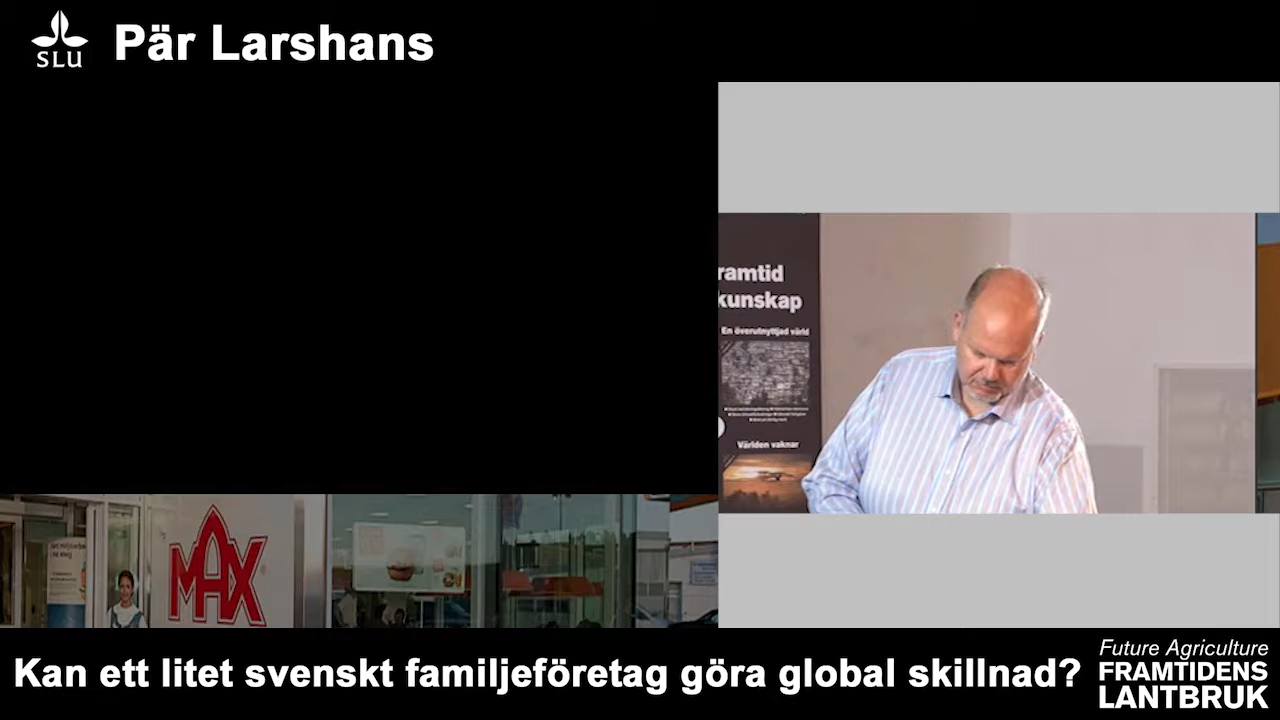 SLU
Pär Larshans
ramtid
kunskap
En överutnyttjad värld
Världen vaknar
MAX
Kan ett litet svenskt familjeföretag göra global skillnad?
Future Agriculture
FRAMTIDENS
LANTBRUK